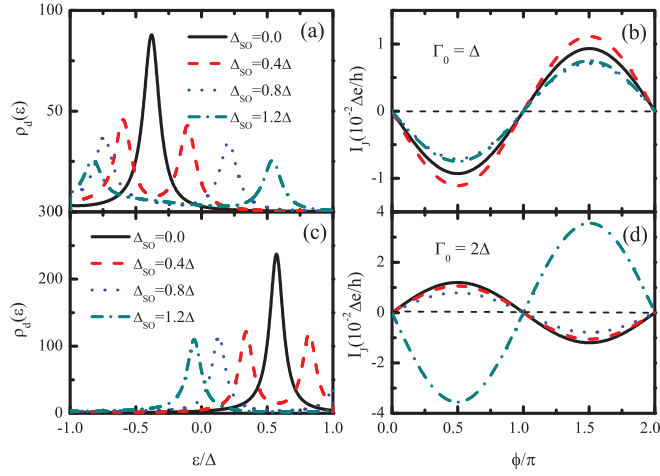 100
50
300
200
100
0
ρ_d(ε)
ρ_d(ε)
(a)
Δ_SO=0.0
Δ_SO=0.4Δ
Δ_SO=0.8Δ
Δ_SO=1.2Δ
(c)
Δ_SO=0.0
Δ_SO=0.4Δ
Δ_SO=0.8Δ
Δ_SO=1.2Δ
-1.0 -0.5 0.0 0.5 1.0
ε/Δ
(b)
Γ_0 = Δ
I_J(10^-2 Δe/h)
1
0
-1
4
(d)
Γ_0 = 2Δ
I_J(10^-2 Δe/h)
2
0
-2
-4
0.0 0.5 1.0 1.5 2.0
ϕ/π